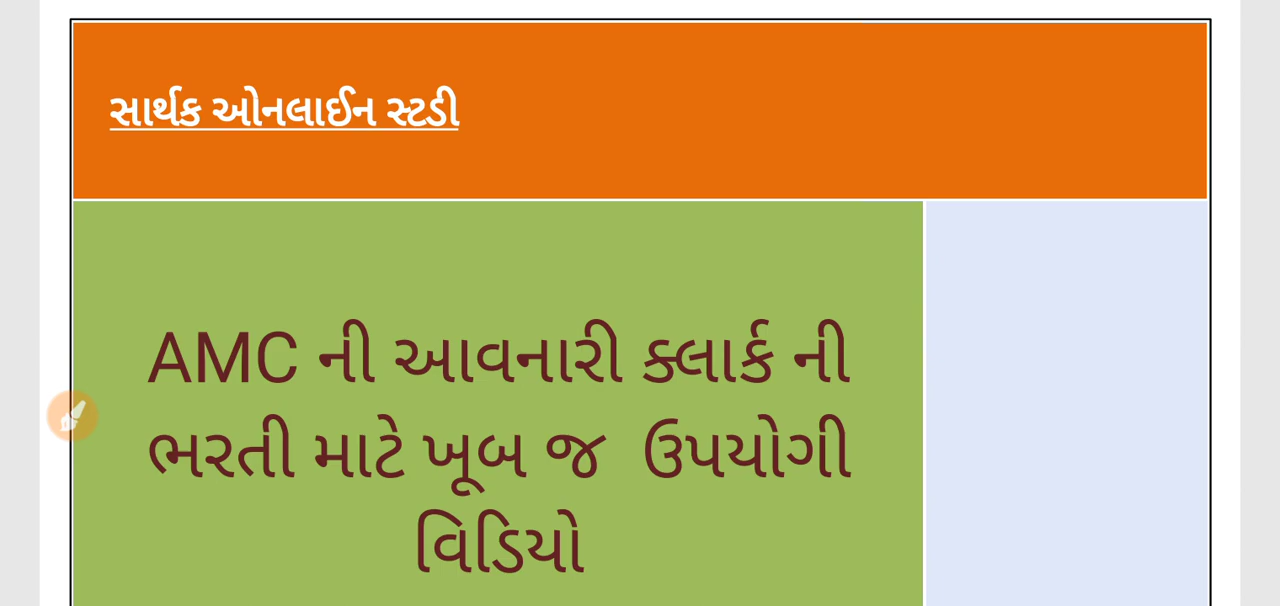 સાર્થક ઓનલાઈન સ્ટડી
AMC ની આવનારી ક્લાર્ક ની
ભરતી માટે ખૂબ જ ઉપયોગી
વિડિયો